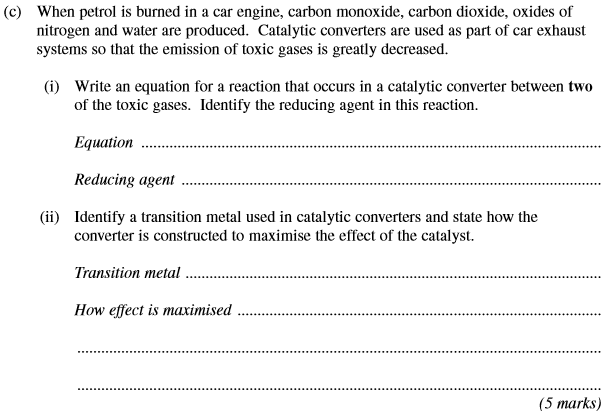 (c) When petrol is burned in a car engine, carbon monoxide, carbon dioxide, oxides of
nitrogen and water are produced. Catalytic converters are used as part of car exhaust
systems so that the emission of toxic gases is greatly decreased.
(i) Write an equation for a reaction that occurs in a catalytic converter between two
of the toxic gases. Identify the reducing agent in this reaction.
Equation ..........................................................................................
Reducing agent ..........................................................................................
(ii) Identify a transition metal used in catalytic converters and state how the
converter is constructed to maximise the effect of the catalyst.
Transition metal ..........................................................................................
How effect is maximised ..........................................................................................
..........................................................................................
..........................................................................................
(5 marks)